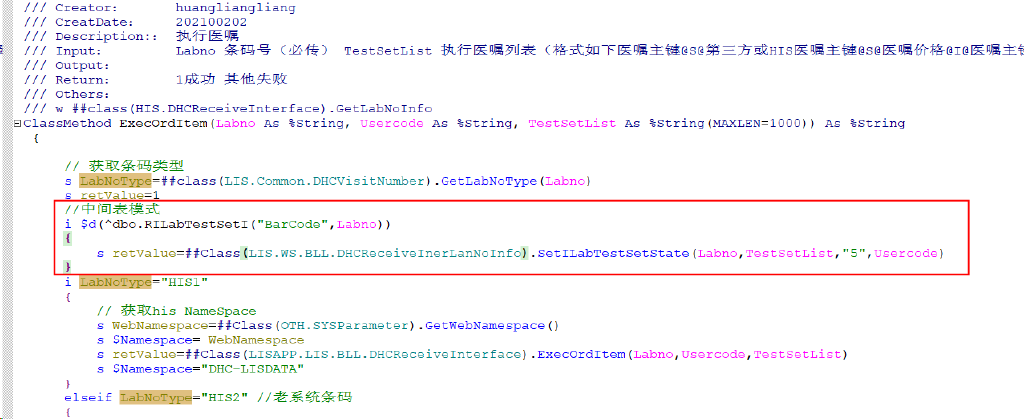 /// Creator:       huangliangliang
/// CreatDate:     202100202
/// Description::  执行医嘱
/// Input:         Labno 条码号（必传） TestSetList 执行医嘱列表（格式如下医嘱主键@S@第三方或HIS医嘱主键@S@医嘱价格@I@医嘱主键
/// Output:
/// Return:        1成功 其他失败
/// Others:
/// w ##class(HIS.DHCReceiveInterface).GetLabNoInfo
ClassMethod ExecOrdItem(Labno As %String, Usercode As %String, TestSetList As %String(MAXLEN=1000)) As %String
{
// 获取条码类型
s LabNoType=##class(LIS.Common.DHCVisitNumber).GetLabNoType(Labno)
s retValue=1
//中间表模式
i $d(^dbo.RILabTestSetI("BarCode",Labno))
{
s retValue=##Class(LIS.WS.BLL.DHCReceiveInerLanNoInfo).SetILabTestSetState(Labno,TestSetList,"5",Usercode)
}
i LabNoType="HIS1"
{
// 获取his NameSpace
s WebNamespace=##Class(OTH.SYSParameter).GetWebNamespace()
s $Namespace= WebNamespace
s retValue=##Class(LISAPP.LIS.BLL.DHCReceiveInterface).ExecOrdItem(Labno,Usercode,TestSetList)
s $Namespace="DHC-LISDATA"
}
elseif LabNoType="HIS2" //老系统条码
{